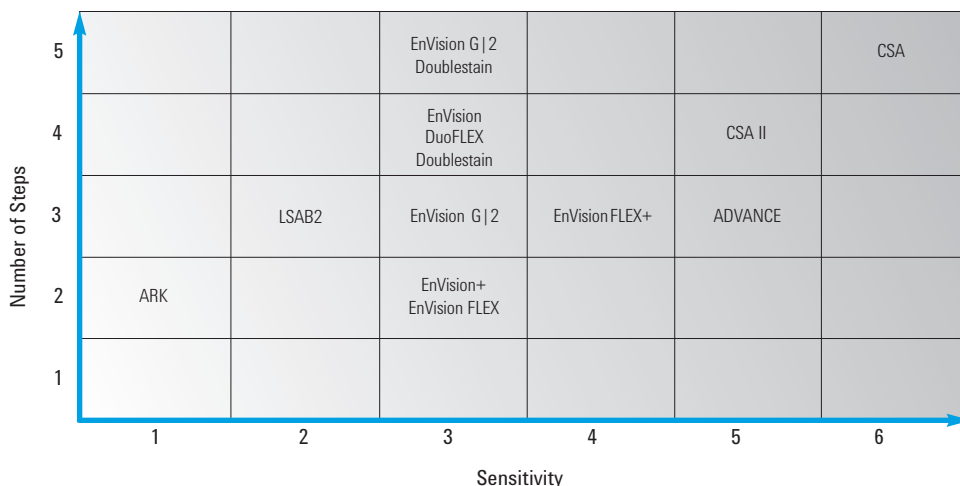 5
EnVision G|2
Doublestain
CSA
4
EnVision
DuoFLEX
Doublestain
CSA II
Number of Steps
3
LSAB2
EnVision G|2
EnVision FLEX+
ADVANCE
2
ARK
EnVision+
EnVision FLEX
1
1 2 3 4 5 6
Sensitivity